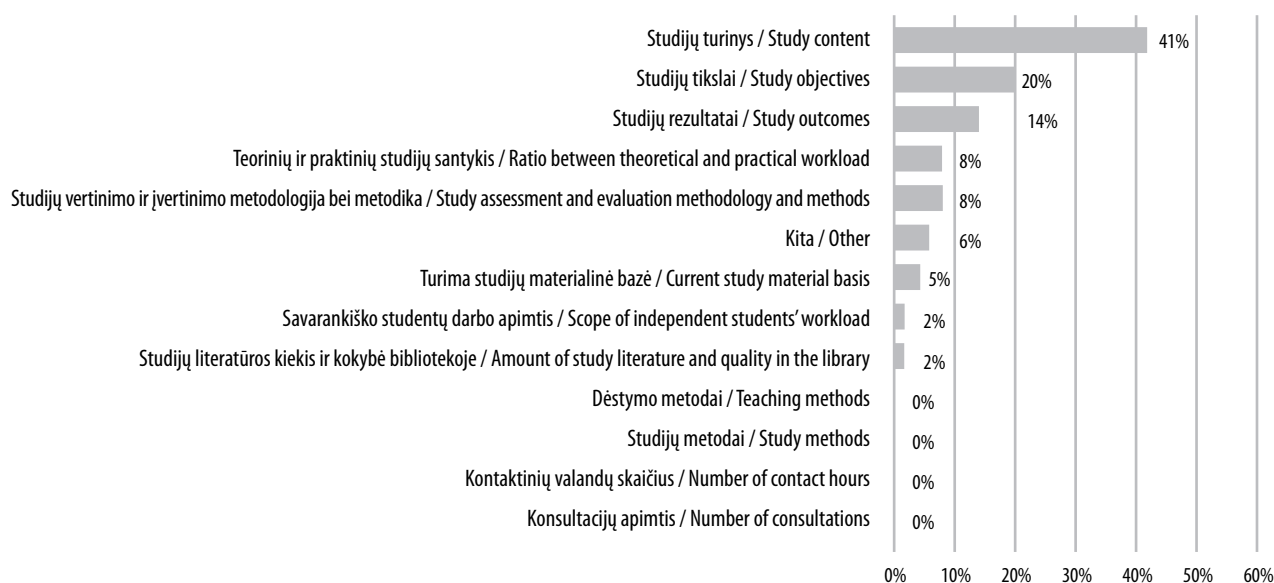 Studijų turinys / Study content 41%
Studijų tikslai / Study objectives 20%
Studijų rezultatai / Study outcomes 14%
Teorinių ir praktinių studijų santykis / Ratio between theoretical and practical workload 8%
Studijų vertinimo ir įvertinimo metodologija bei metodika / Study assessment and evaluation methodology and methods 8%
Kita / Other 6%
Turima studijų materialinė bazė / Current study material basis 5%
Savarankiško studentų darbo apimtis / Scope of independent students’ workload 2%
Studijų literatūros kiekis ir kokybė bibliotekoje / Amount of study literature and quality in the library 2%
Dėstymo metodai / Teaching methods 0%
Studijų metodai / Study methods 0%
Kontaktinių valandų skaičius / Number of contact hours 0%
Konsultacijų apimtis / Number of consultations 0%
0% 10% 20% 30% 40% 50% 60%